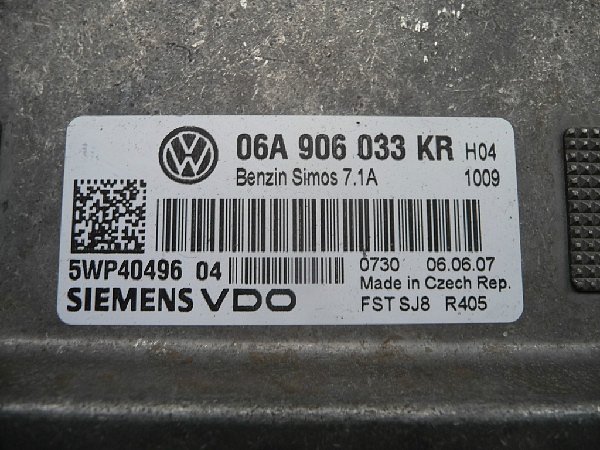 VW 06A 906 033 KR H04
Benzin Simos 7.1A 1009
5WP40496 04 0730 06.06.07
Made in Czech Rep.
SIEMENS VDO FST SJ8 R405